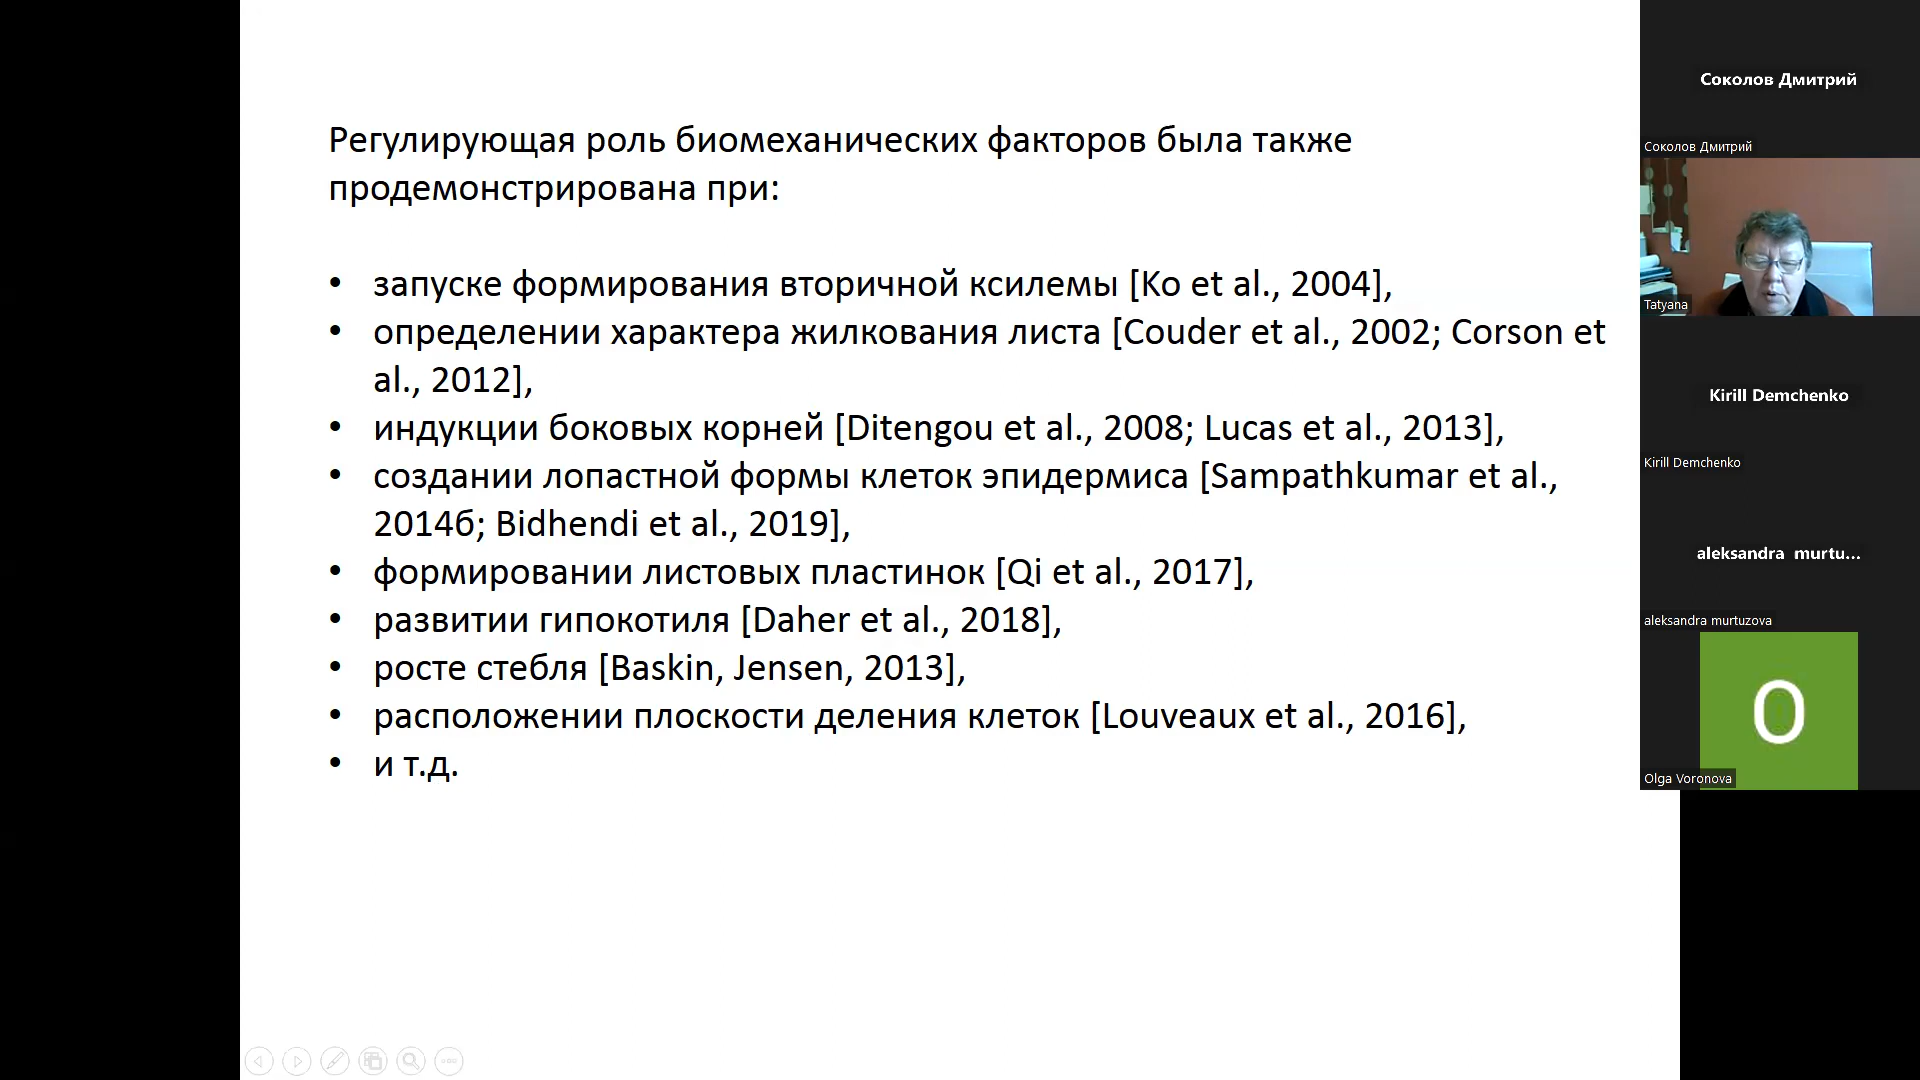 Регулирующая роль биомеханических факторов была также
продемонстрирована при:
• запуске формирования вторичной ксилемы [Ko et al., 2004],
• определении характера жилкования листа [Couder et al., 2002; Corson et
al., 2012],
• индукции боковых корней [Ditengou et al., 2008; Lucas et al., 2013],
• создании лопастной формы клеток эпидермиса [Sampathkumar et al.,
2014б; Bidhendi et al., 2019],
• формировании листовых пластинок [Qi et al., 2017],
• развитии гипокотиля [Daher et al., 2018],
• росте стебля [Baskin, Jensen, 2013],
• расположении плоскости деления клеток [Louveaux et al., 2016],
• и т.д.
Соколов Дмитрий
Соколов Дмитрий
Tatyana
Kirill Demchenko
Kirill Demchenko
aleksandra murtu...
aleksandra murtuzova
O
Olga Voronova